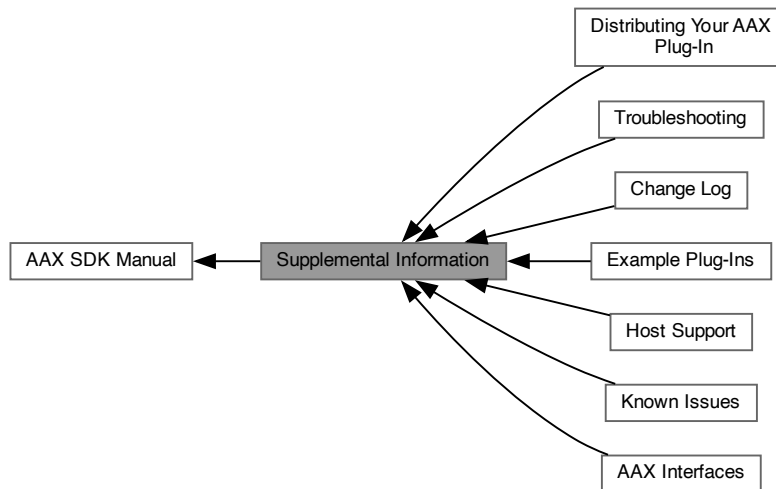 Distributing Your AAX
Plug-In
Troubleshooting
Change Log
AAX SDK Manual
Supplemental Information
Example Plug-Ins
Host Support
Known Issues
AAX Interfaces